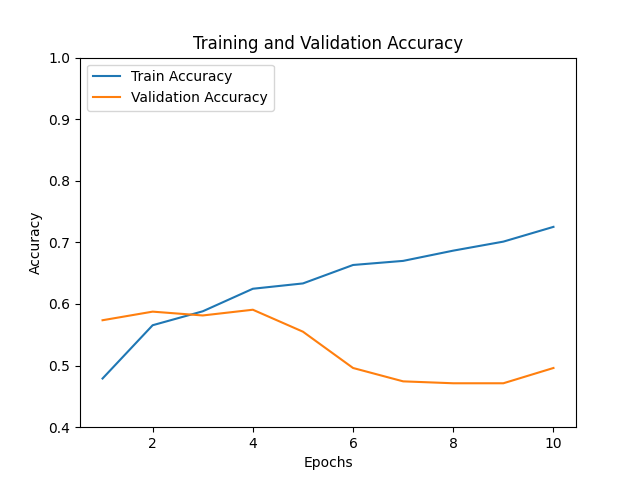 Training and Validation Accuracy
Train Accuracy
Validation Accuracy
Accuracy
1.0
0.9
0.8
0.7
0.6
0.5
0.4
2 4 6 8 10
Epochs